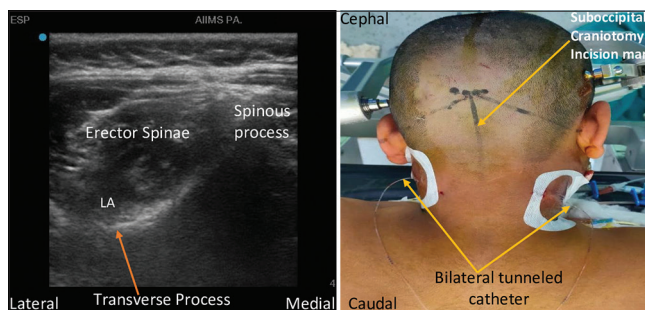 ESP
AIIMS PA.
Erector Spinae
Spinous
process
LA
4
Lateral
Transverse Process
Medial
Cephal
Suboccipital
Craniotomy
Incision mar
Bilateral tunneled
catheter
Caudal